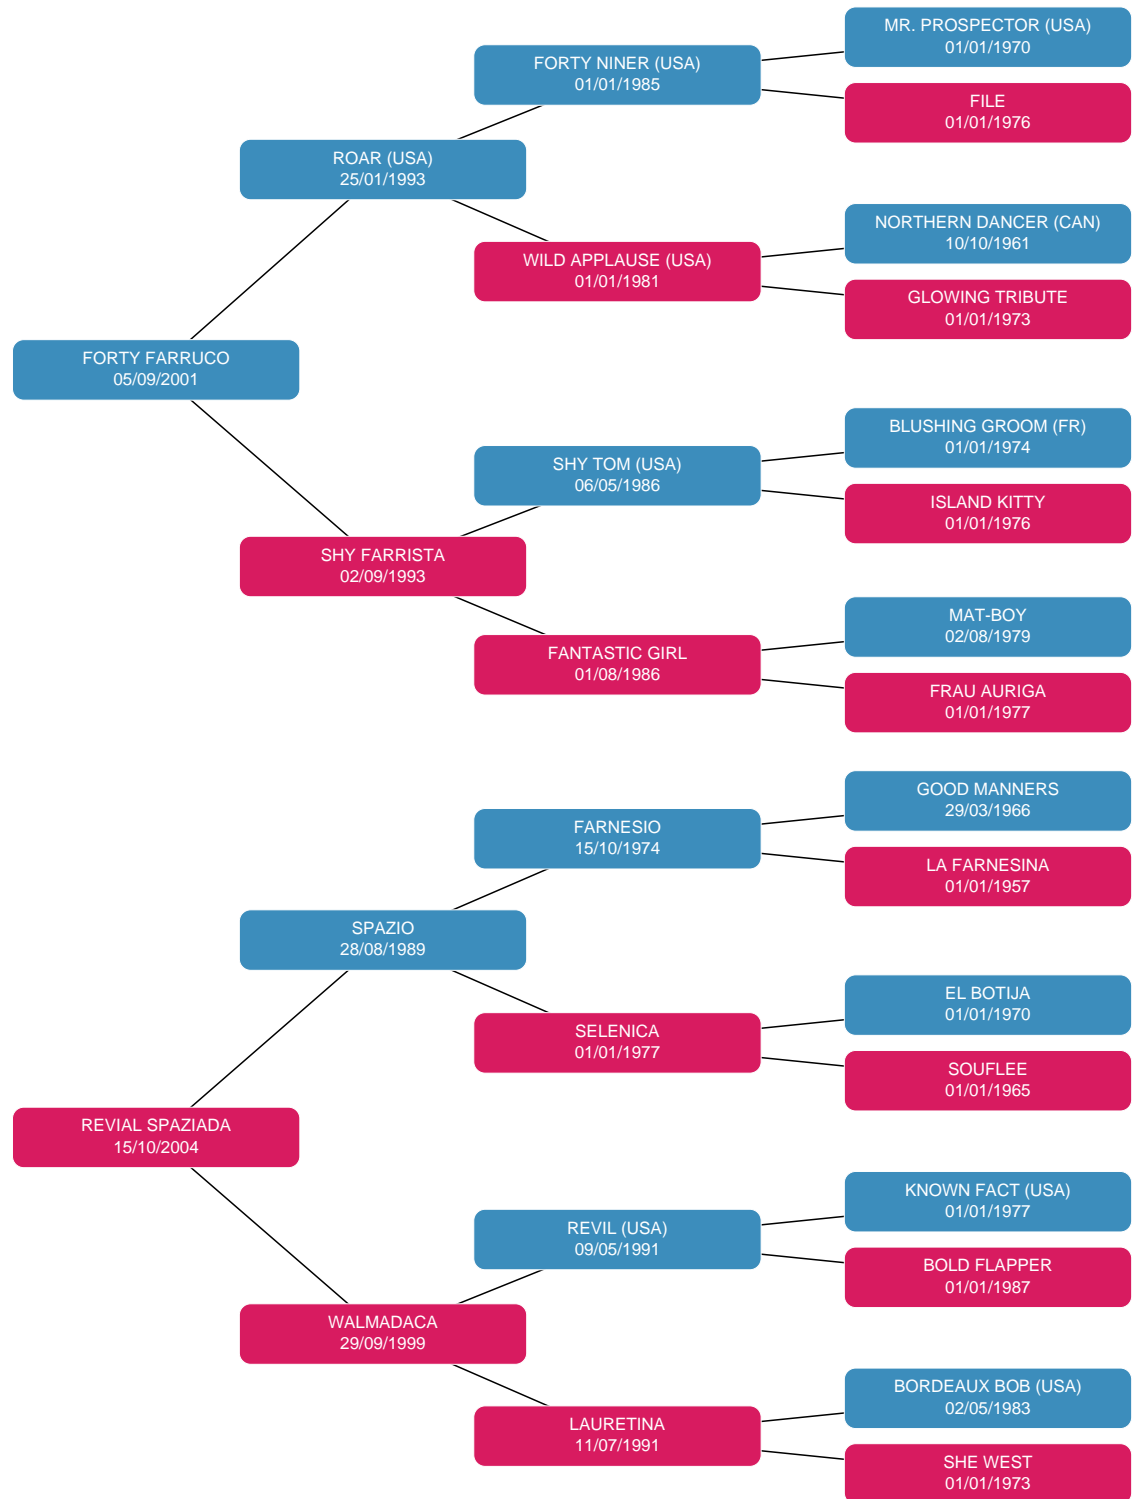 MR. PROSPECTOR (USA)
01/01/1970
FORTY NINER (USA)
01/01/1985
FILE
01/01/1976
ROAR (USA)
25/01/1993
NORTHERN DANCER (CAN)
10/10/1961
WILD APPLAUSE (USA)
01/01/1981
GLOWING TRIBUTE
01/01/1973
FORTY FARRUCO
05/09/2001
BLUSHING GROOM (FR)
01/01/1974
SHY TOM (USA)
06/05/1986
ISLAND KITTY
01/01/1976
SHY FARRISTA
02/09/1993
MAT-BOY
02/08/1979
FANTASTIC GIRL
01/08/1986
FRAU AURIGA
01/01/1977
GOOD MANNERS
29/03/1966
FARNESIO
15/10/1974
LA FARNESINA
01/01/1957
SPAZIO
28/08/1989
EL BOTIJA
01/01/1970
SELENICA
01/01/1977
SOUFLEE
01/01/1965
REVIAL SPAZIADA
15/10/2004
KNOWN FACT (USA)
01/01/1977
REVIL (USA)
09/05/1991
BOLD FLAPPER
01/01/1987
WALMADACA
29/09/1999
BORDEAUX BOB (USA)
02/05/1983
LAURETINA
11/07/1991
SHE WEST
01/01/1973